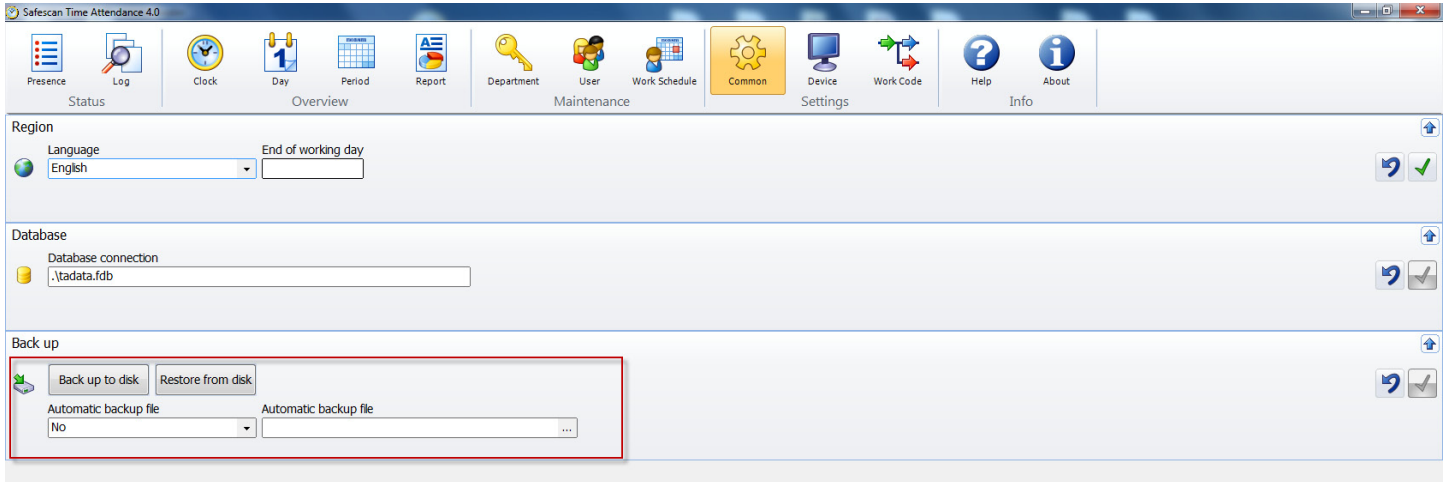 Safescan Time Attendance 4.0
Presence Log Clock Day Period Report Department User Work Schedule Common Device Work Code Help About
Status Overview Maintenance Settings Info
Region
Language End of working day
English
Database
Database connection
.\tadata.fdb
Back up
Back up to disk Restore from disk
Automatic backup file Automatic backup file
No ...